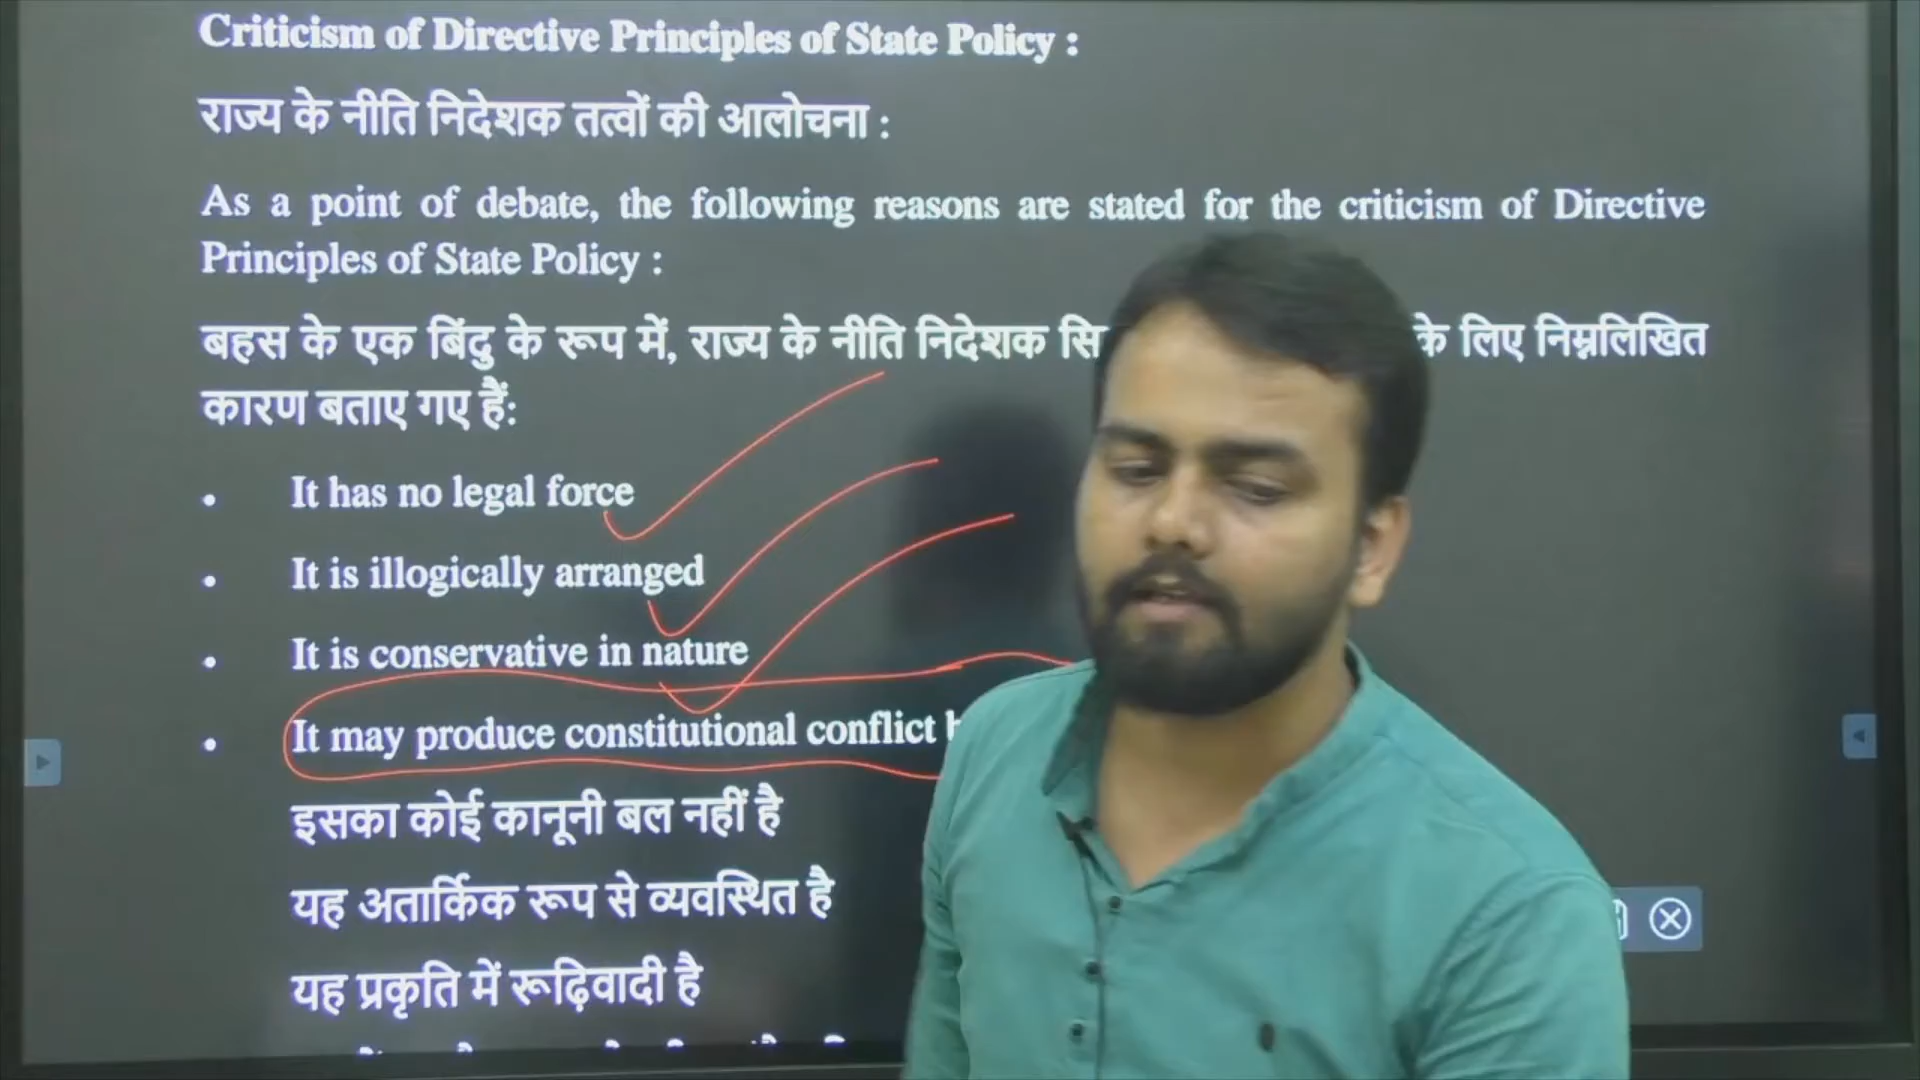 Criticism of Directive Principles of State Policy :
राज्य के नीति निदेशक तत्वों की आलोचना :
As a point of debate, the following reasons are stated for the criticism of Directive
Principles of State Policy :
बहस के एक बिंदु के रूप में, राज्य के नीति निदेशक के लिए निम्नलिखित
कारण बताए गए हैं:
• It has no legal force
• It is illogically arranged
• It is conservative in nature
• It may produce constitutional conflict
इसका कोई कानूनी बल नहीं है
यह अतार्किक रूप से व्यवस्थित है
यह प्रकृति में रूढ़िवादी है